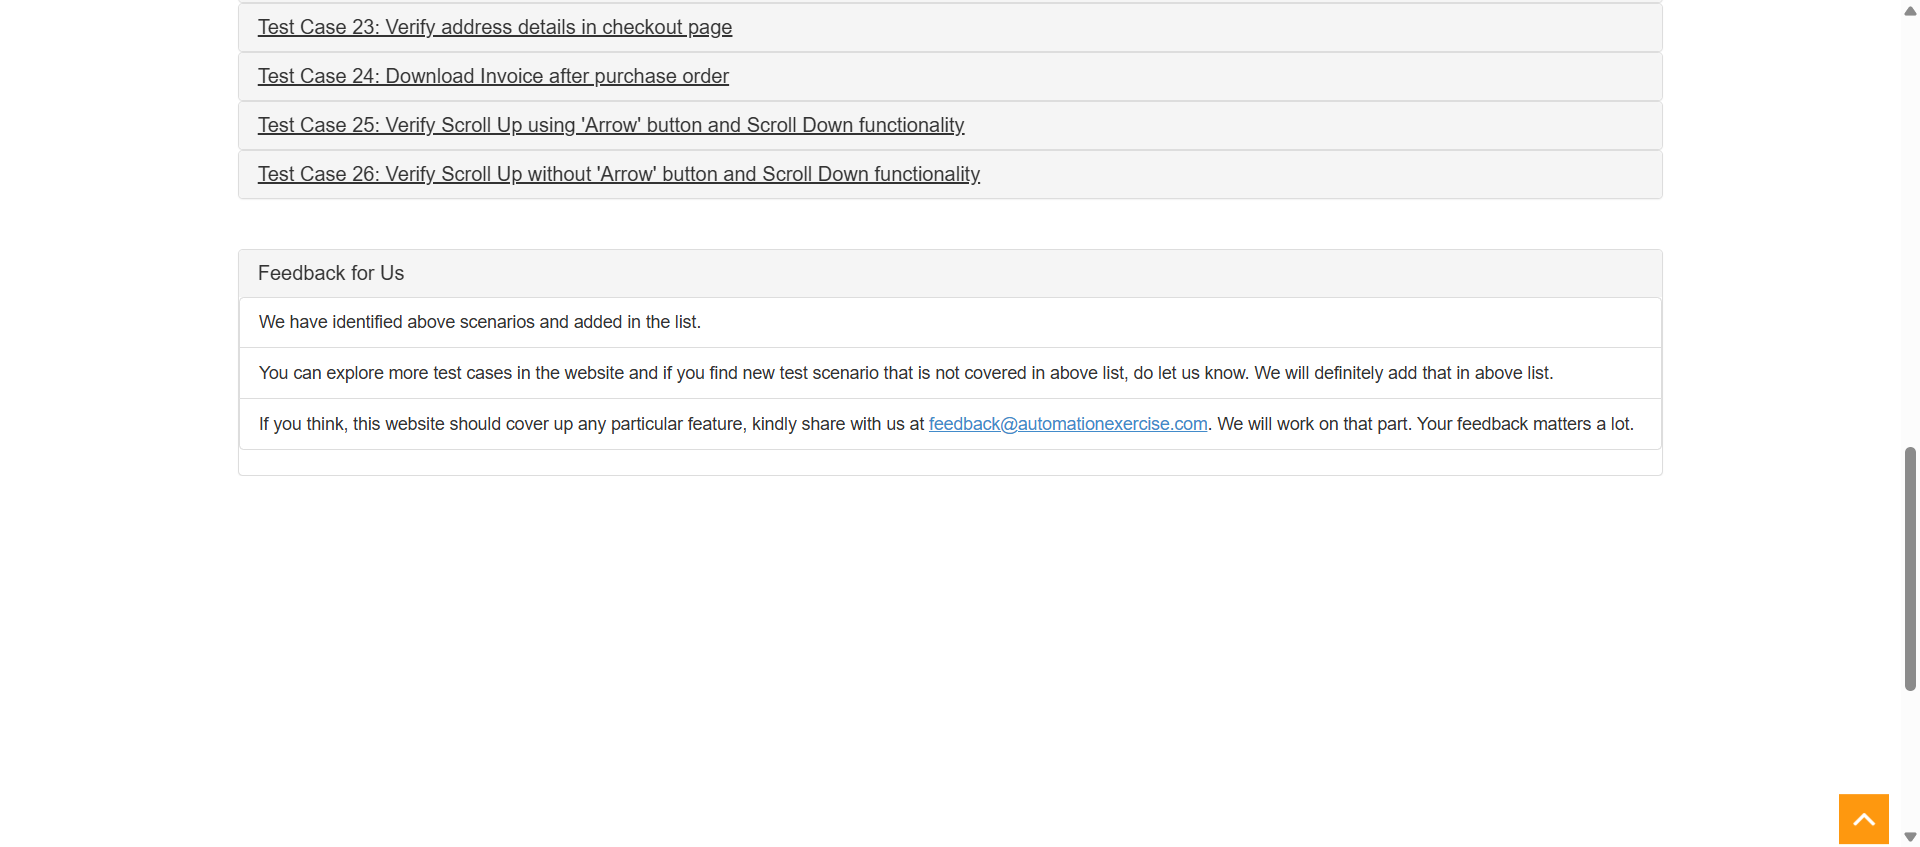 Test Case 23: Verify address details in checkout page
Test Case 24: Download Invoice after purchase order
Test Case 25: Verify Scroll Up using 'Arrow' button and Scroll Down functionality
Test Case 26: Verify Scroll Up without 'Arrow' button and Scroll Down functionality
Feedback for Us
We have identified above scenarios and added in the list.
You can explore more test cases in the website and if you find new test scenario that is not covered in above list, do let us know. We will definitely add that in above list.
If you think, this website should cover up any particular feature, kindly share with us at feedback@automationexercise.com. We will work on that part. Your feedback matters a lot.